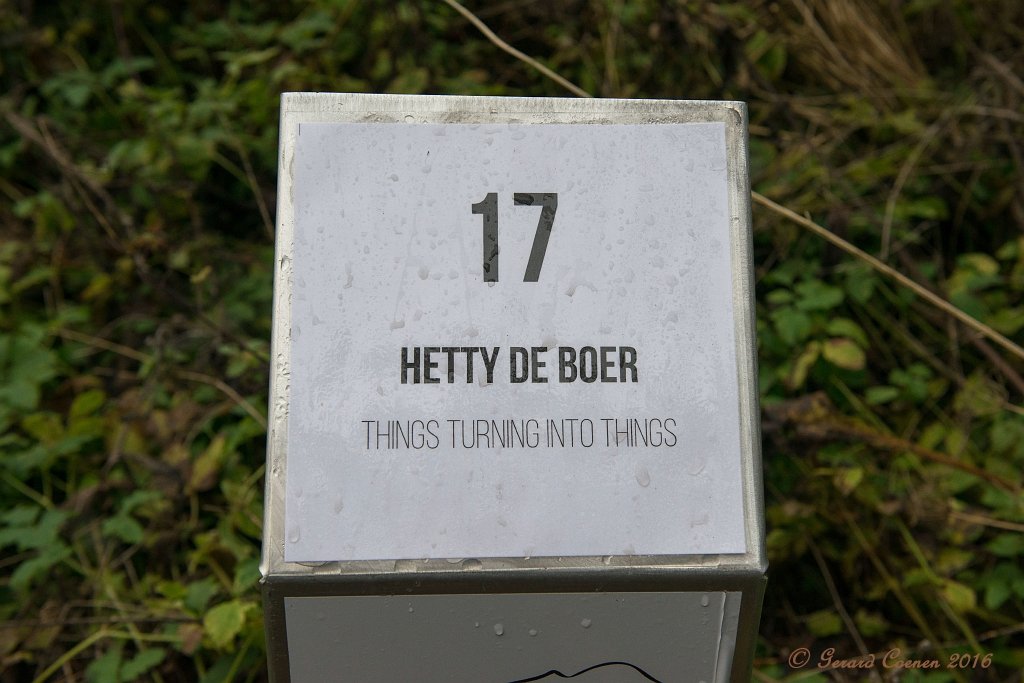 17
HETTY DE BOER
THINGS TURNING INTO THINGS
© Gerard Coenen 2016